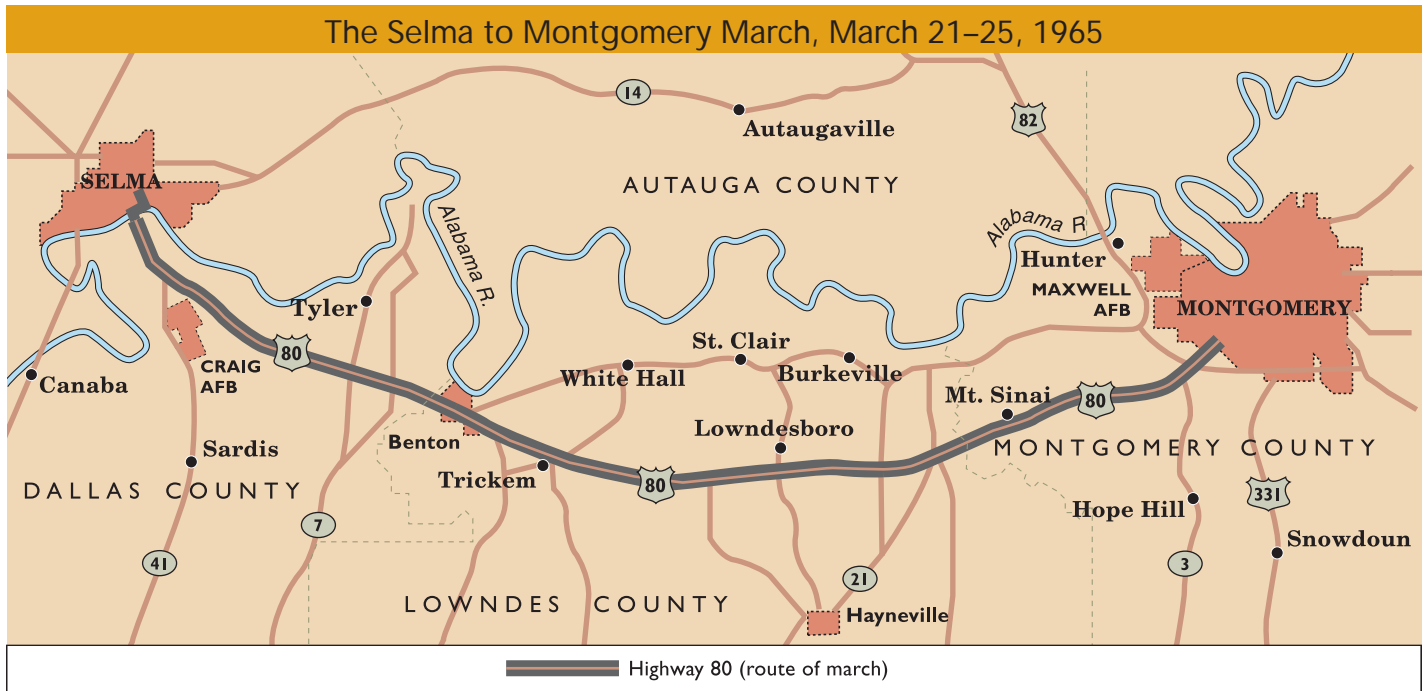 The Selma to Montgomery March, March 21–25, 1965
14
82
Autaugaville
SELMA
AUTAUGA COUNTY
Alabama R.
Alabama R
Hunter
MAXWELL
AFB
MONTGOMERY
Tyler
80
CRAIG
AFB
Canaba
White Hall
St. Clair
Burkeville
Mt. Sinai
80
Benton
Lowndesboro
Sardis
Trickem
80
MONTGOMERY COUNTY
DALLAS COUNTY
331
Hope Hill
7
Snowdoun
41
21
3
LOWNDES COUNTY
Hayneville
Highway 80 (route of march)